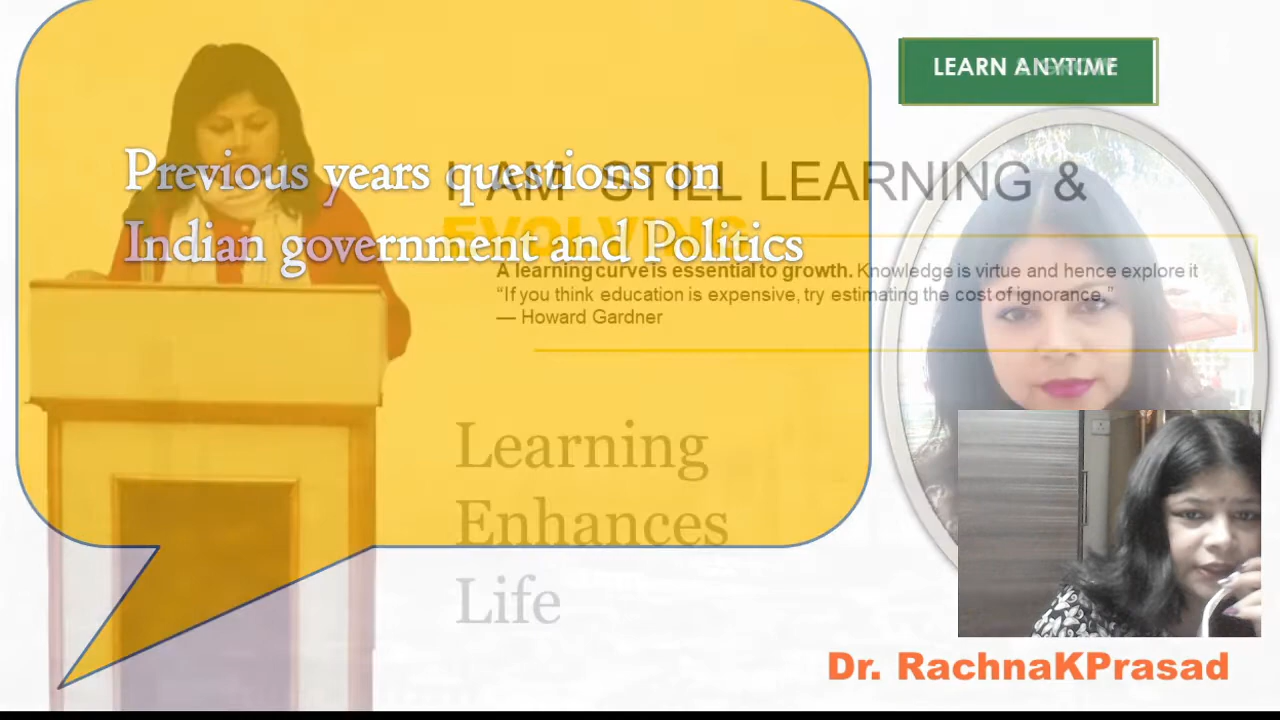 LEARN ANYTIME
Previous years questions on
Indian government and Politics
I AM STILL LEARNING &
EVOLVING
A learning curve is essential to growth. Knowledge is virtue and hence explore it
“If you think education is expensive, try estimating the cost of ignorance.”
— Howard Gardner
Learning
Enhances
Life
Dr. RachnaKPrasad